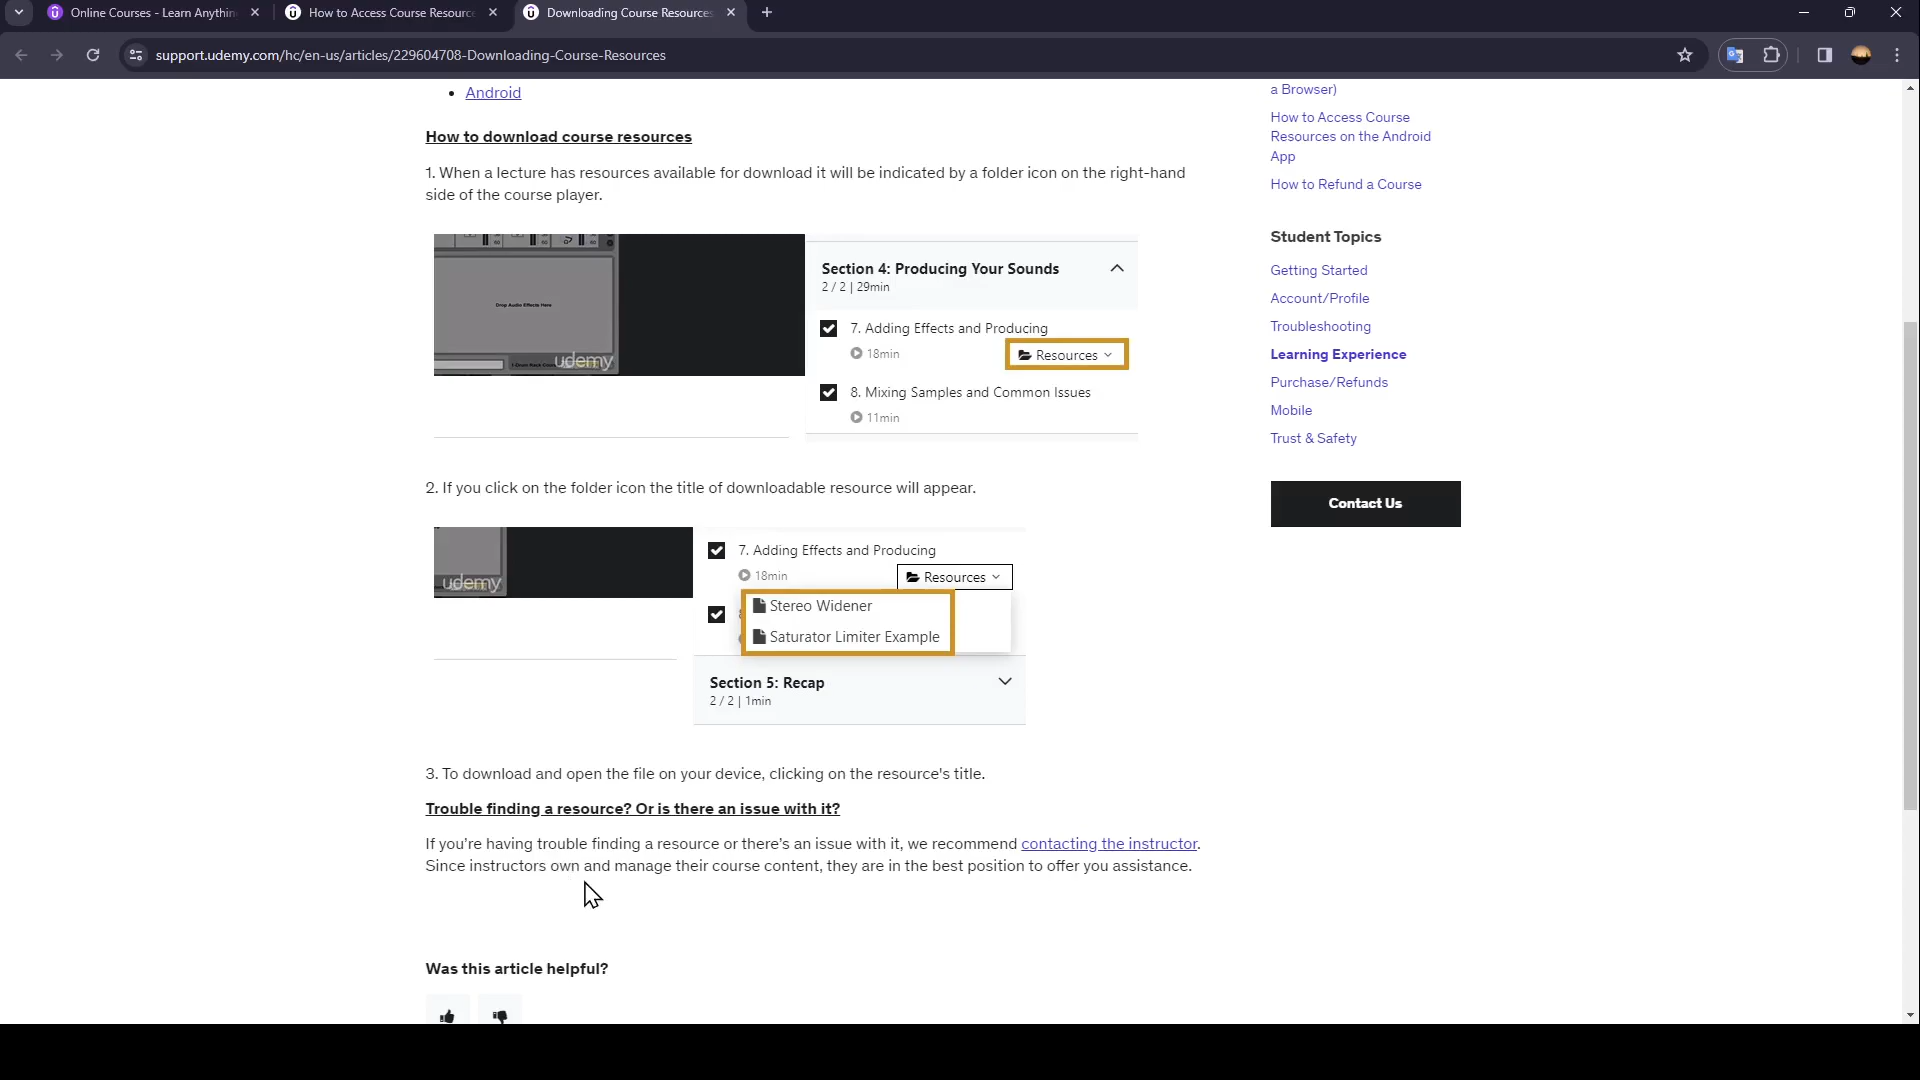 Online Courses - Learn Anythin
How to Access Course Resourc
Downloading Course Resources
support.udemy.com/hc/en-us/articles/229604708-Downloading-Course-Resources
Android
How to download course resources
1. When a lecture has resources available for download it will be indicated by a folder icon on the right-hand
side of the course player.
Drop Audio Effects Here
udemy
Section 4: Producing Your Sounds
2 / 2 | 29min
7. Adding Effects and Producing
18min
Resources
8. Mixing Samples and Common Issues
11min
2. If you click on the folder icon the title of downloadable resource will appear.
udemy
7. Adding Effects and Producing
18min
Resources
Stereo Widener
Saturator Limiter Example
Section 5: Recap
2 / 2 | 1min
3. To download and open the file on your device, clicking on the resource's title.
Trouble finding a resource? Or is there an issue with it?
If you’re having trouble finding a resource or there’s an issue with it, we recommend contacting the instructor.
Since instructors own and manage their course content, they are in the best position to offer you assistance.
Was this article helpful?
a Browser)
How to Access Course
Resources on the Android
App
How to Refund a Course
Student Topics
Getting Started
Account/Profile
Troubleshooting
Learning Experience
Purchase/Refunds
Mobile
Trust & Safety
Contact Us